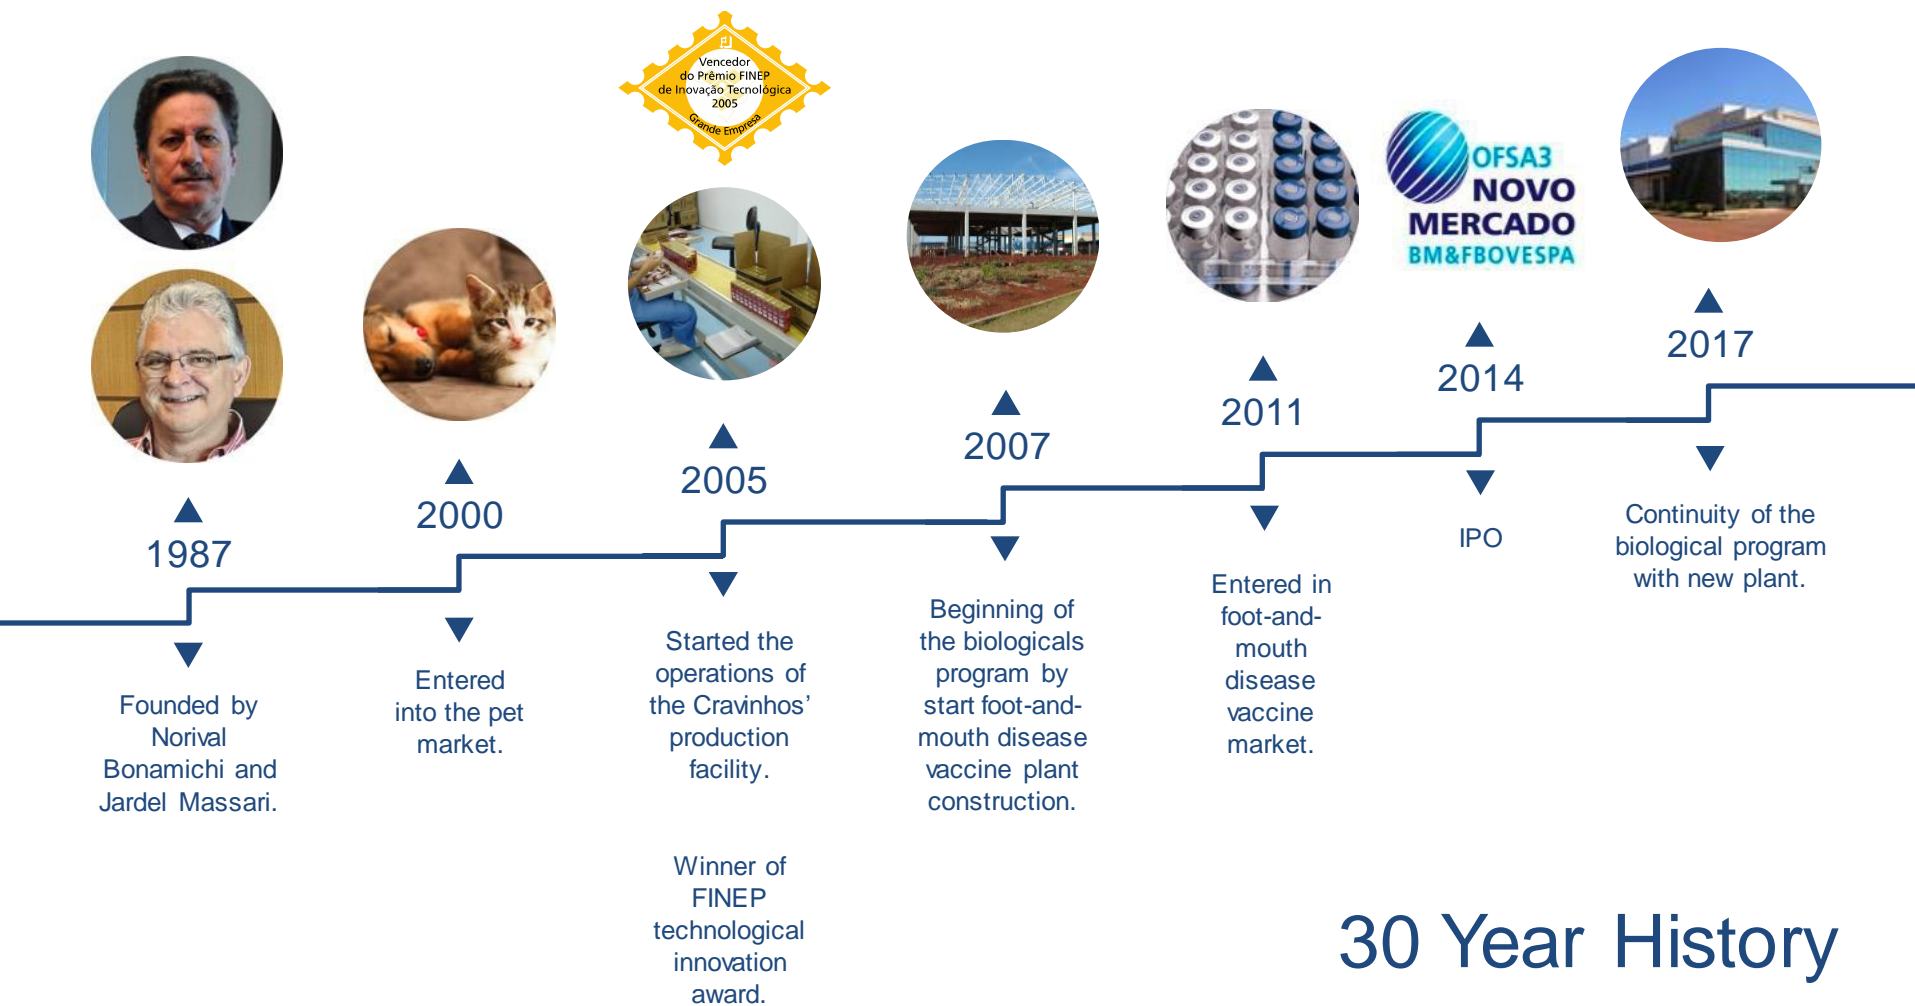 Vencedor
do Prêmio FINEP
de Inovação Tecnológica
2005
Grande Empresa
OFSA3
NOVO
MERCADO
BM&FBOVESPA
1987
Founded by
Norival
Bonamichi and
Jardel Massari.
2000
Entered
into the pet
market.
2005
Started the
operations of
the Cravinhos’
production
facility.
Winner of
FINEP
technological
innovation
award.
2007
Beginning of
the biologicals
program by
start foot-and-
mouth disease
vaccine plant
construction.
2011
Entered in
foot-and-
mouth
disease
vaccine
market.
2014
IPO
2017
Continuity of the
biological program
with new plant.
30 Year History